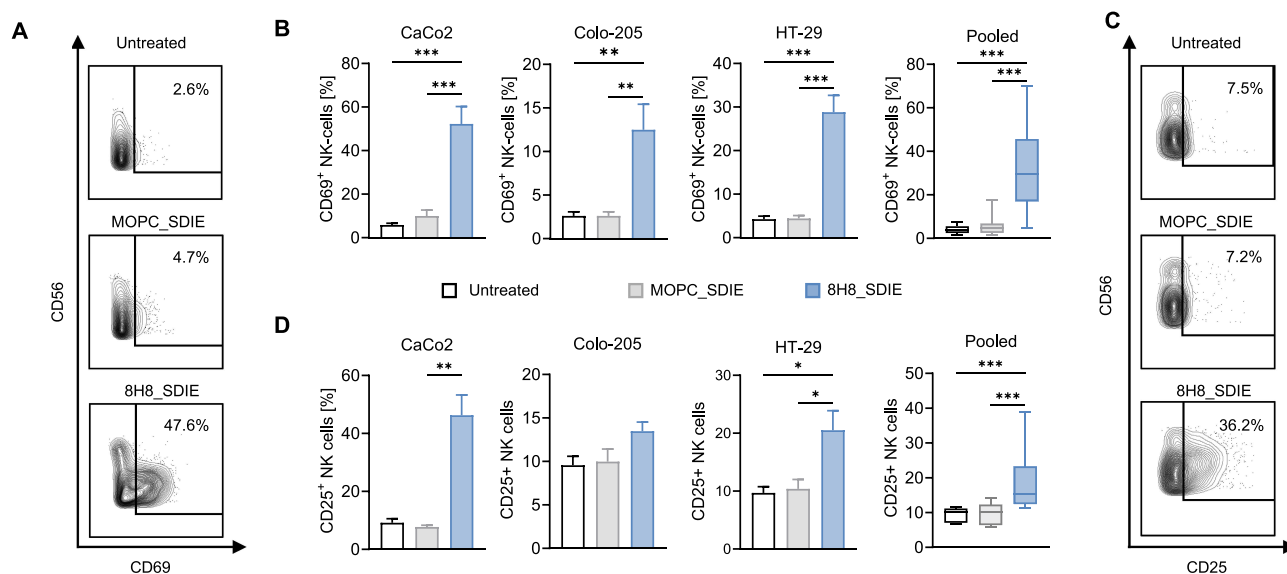 A
Untreated
2.6%
MOPC_SDIE
4.7%
8H8_SDIE
47.6%
CD56
CD69
B
CaCo2
CD69+ NK-cells [%]
80
60
40
20
0
***
***
Colo-205
CD69+ NK-cells [%]
20
15
10
5
0
**
**
HT-29
CD69+ NK-cells [%]
40
30
20
10
0
***
***
Pooled
CD69+ NK-cells [%]
80
60
40
20
0
***
***
Untreated MOPC_SDIE 8H8_SDIE
C
Untreated
7.5%
MOPC_SDIE
7.2%
8H8_SDIE
36.2%
CD56
CD25
D
CaCo2
CD25+ NK cells [%]
60
40
20
0
**
Colo-205
CD25+ NK cells
20
15
10
5
0
HT-29
CD25+ NK cells
30
20
10
0
*
*
Pooled
CD25+ NK cells
50
40
30
20
10
0
***
***